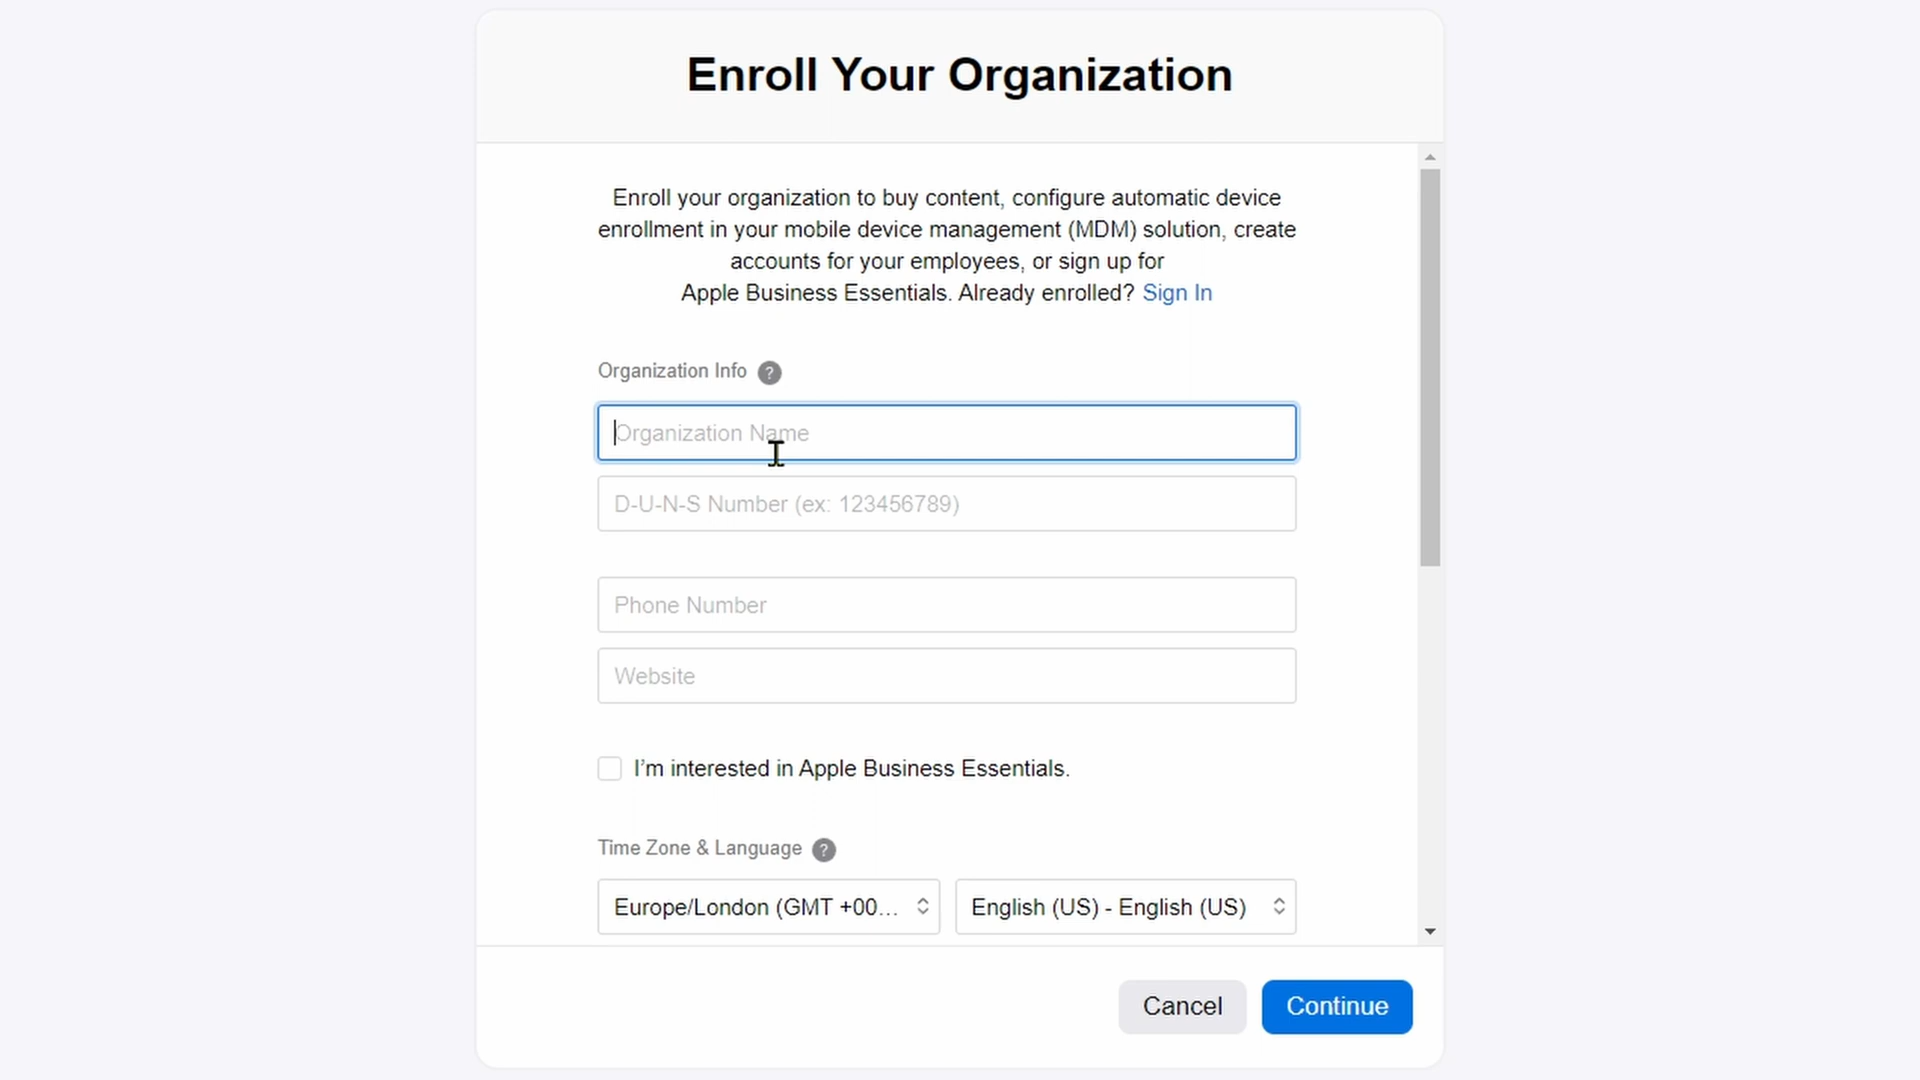 Enroll Your Organization
Enroll your organization to buy content, configure automatic device
enrollment in your mobile device management (MDM) solution, create
accounts for your employees, or sign up for
Apple Business Essentials. Already enrolled? Sign In
Organization Info ?
Organization Name
D-U-N-S Number (ex: 123456789)
Phone Number
Website
I’m interested in Apple Business Essentials.
Time Zone & Language ?
Europe/London (GMT +00... English (US) - English (US)
Cancel Continue